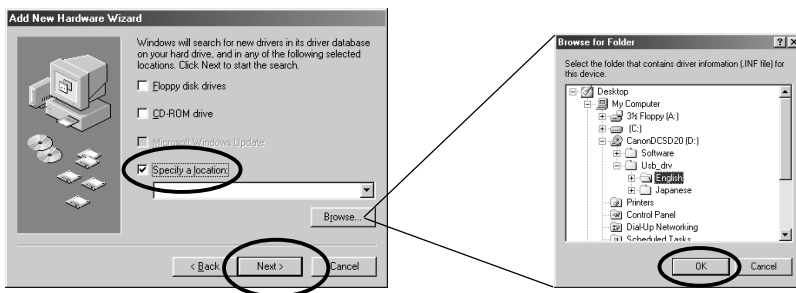 Add New Hardware Wizard
Windows will search for new drivers in its driver database
on your hard drive, and in any of the following selected
locations. Click Next to start the search.
Floppy disk drives
CD-ROM drive
Microsoft Windows Update
Specify a location:
Browse...
< Back
Next >
Cancel
Browse for Folder
Select the folder that contains driver information (.INF file) for
this device.
Desktop
My Computer
3½ Floppy (A:)
(C:)
CanonDCSD20 (D:)
Software
Usb_drv
English
Japanese
Printers
Control Panel
Dial-Up Networking
Scheduled Tasks
OK
Cancel